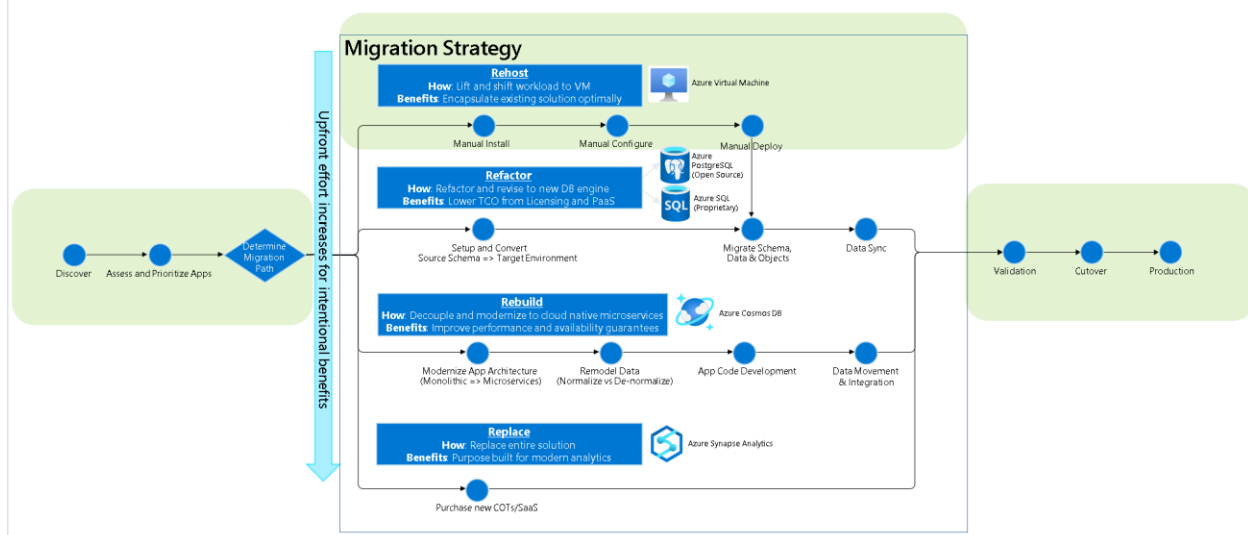 Migration Strategy
Upfront effort increases for intentional benefits
Rehost
How: Lift and shift workload to VM
Benefits: Encapsulate existing solution optimally
Azure Virtual Machine
Manual Install
Manual Configure
Manual Deploy
Refactor
How: Refactor and revise to new DB engine
Benefits: Lower TCO from Licensing and PaaS
Azure
PostgreSQL
(Open Source)
SQL
Azure SQL
(Proprietary)
Discover
Assess and Prioritize Apps
Determine
Migration
Path
Setup and Convert
Source Schema => Target Environment
Migrate Schema,
Data & Objects
Data Sync
Validation
Cutover
Production
Rebuild
How: Decouple and modernize to cloud native microservices
Benefits: Improve performance and availability guarantees
Azure Cosmos DB
Modernize App Architecture
(Monolithic => Microservices)
Remodel Data
(Normalize vs De-normalize)
App Code Development
Data Movement
& Integration
Replace
How: Replace entire solution
Benefits: Purpose built for modern analytics
Azure Synapse Analytics
Purchase new COTs/SaaS